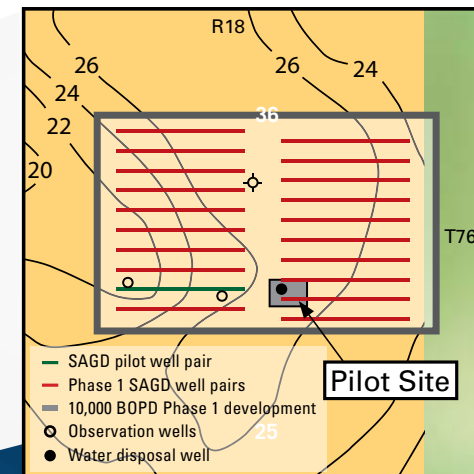 R18
26
26
24
24
22
20
36
T76
SAGD pilot well pair
Phase 1 SAGD well pairs
10,000 BOPD Phase 1 development
Observation wells
Water disposal well
Pilot Site
25